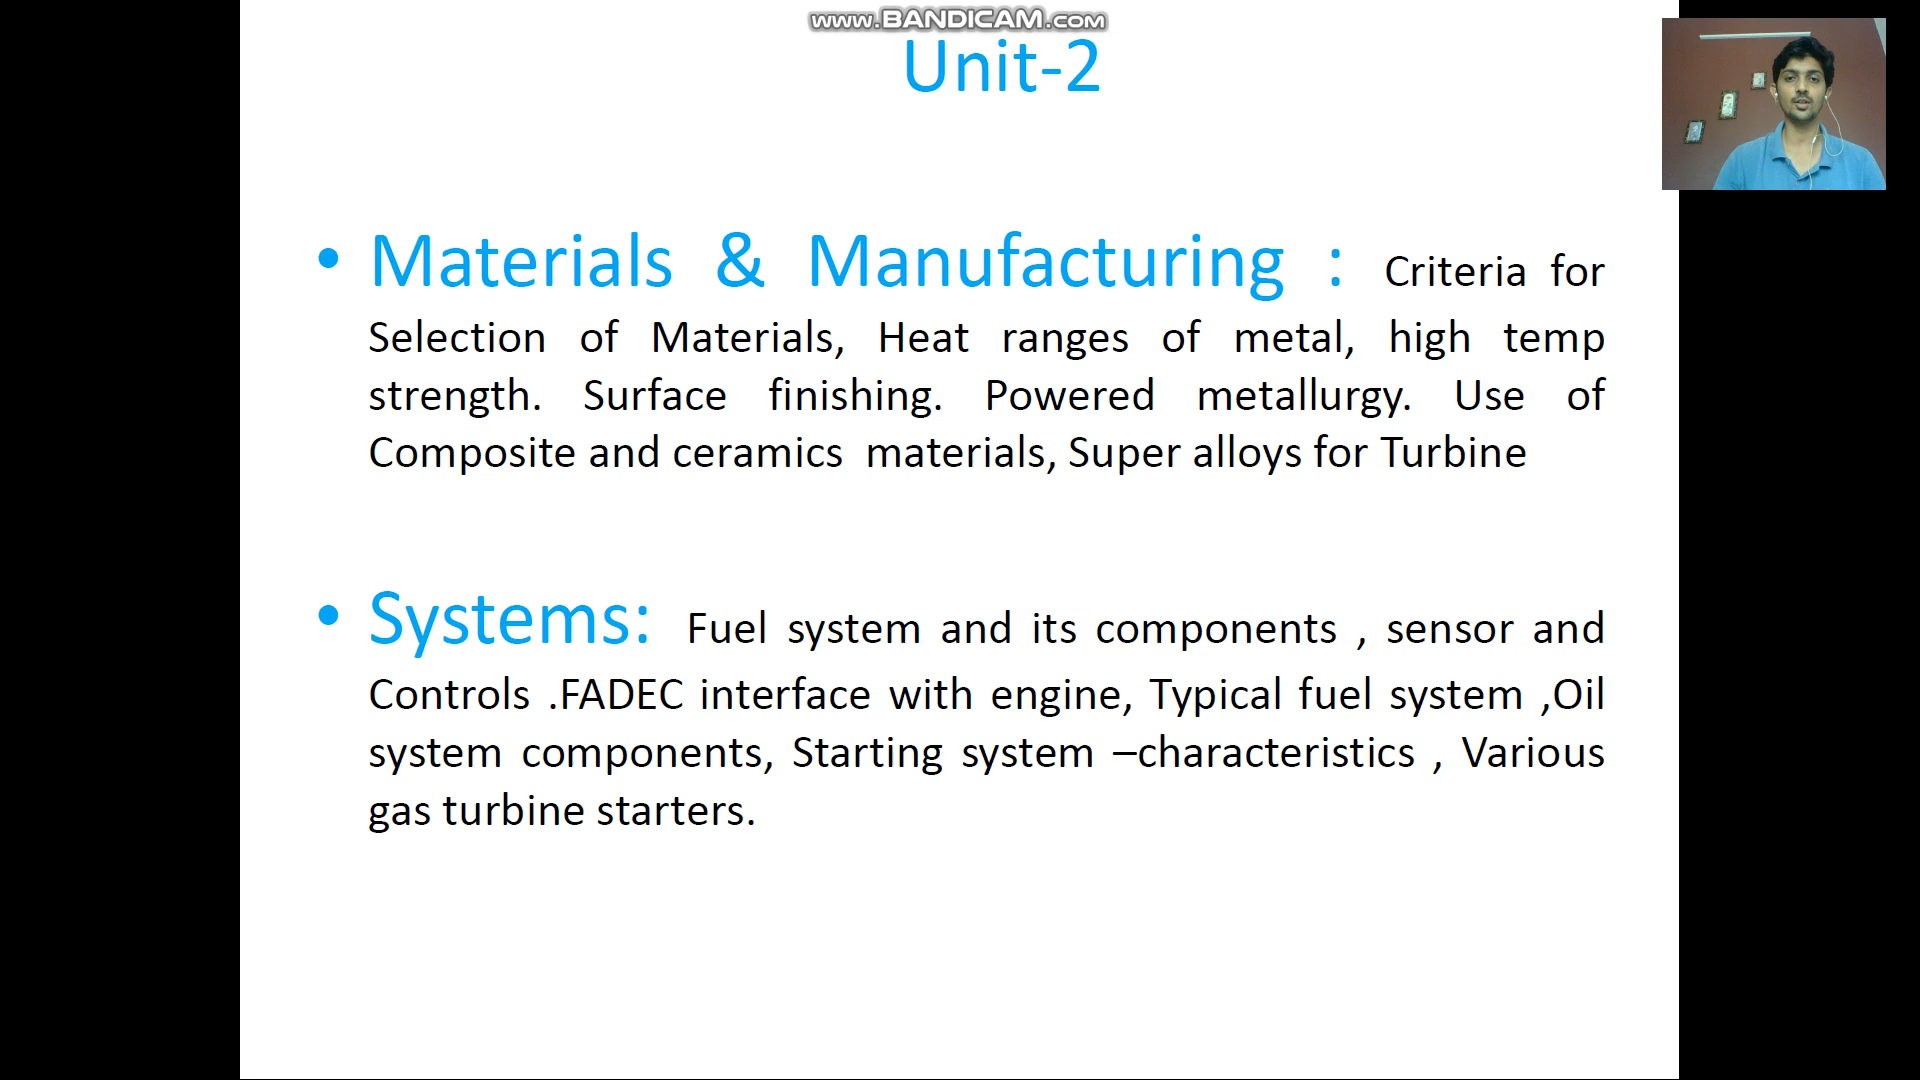 www.BANDICAM.com
Unit-2
• Materials & Manufacturing : Criteria for
Selection of Materials, Heat ranges of metal, high temp
strength. Surface finishing. Powered metallurgy. Use of
Composite and ceramics materials, Super alloys for Turbine
• Systems: Fuel system and its components , sensor and
Controls .FADEC interface with engine, Typical fuel system ,Oil
system components, Starting system –characteristics , Various
gas turbine starters.